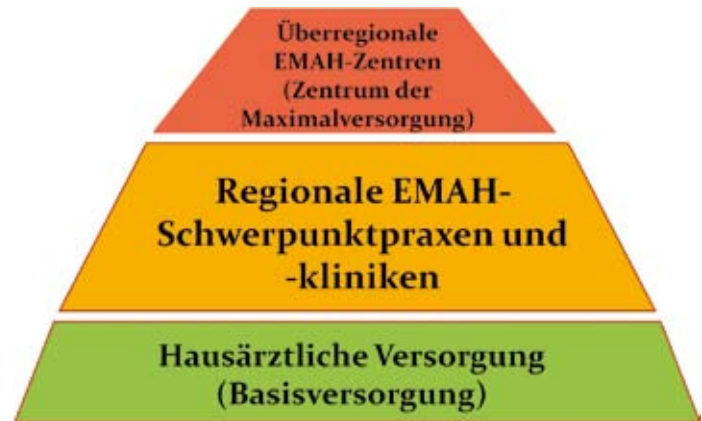 Überregionale
EMAH-Zentren
(Zentrum der
Maximalversorgung)
Regionale EMAH-
Schwerpunktpraxen und
-kliniken
Hausärztliche Versorgung
(Basisversorgung)